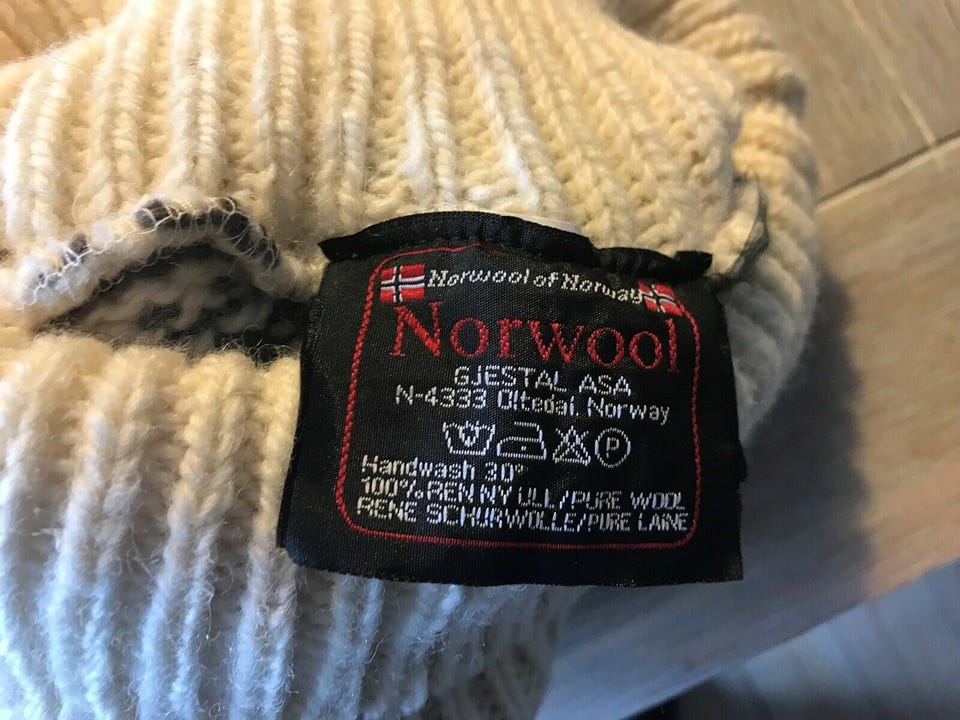 Norwool of Norway
Norwool
GJESTAL ASA
N-4333 Oltedal, Norway
P
Handwash 30°
100% REN NY ULL/PURE WOOL
REINE SCHURWOLLE/PURE LAINE